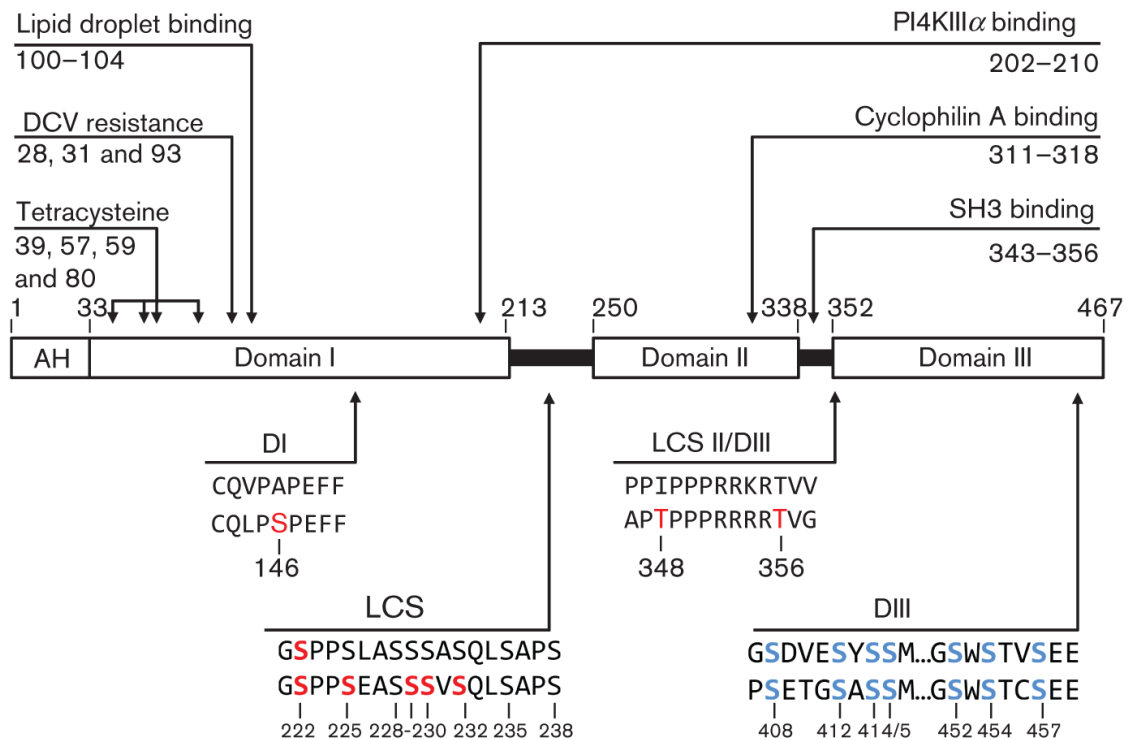 Lipid droplet binding
100–104
PI4KIIIα binding
202–210
DCV resistance
28, 31 and 93
Cyclophilin A binding
311–318
Tetracysteine
39, 57, 59
and 80
SH3 binding
343–356
1 33 213 250 338 352 467
AH Domain I Domain II Domain III
DI
CQVPAPEFF
CQLPSPEFF
146
LCS II/DIII
PPIPPPRRKRTVV
APTPPPRRRRTVG
348 356
LCS
GSPPSLASSSASQLSAPS
GSPPSEASSSVSQLSAPS
222 225 228-230 232 235 238
DIII
GSDVESYSSM...GSWSTVSEE
PSETGSASSM...GSWSTCSEE
408 412 414/5 452 454 457